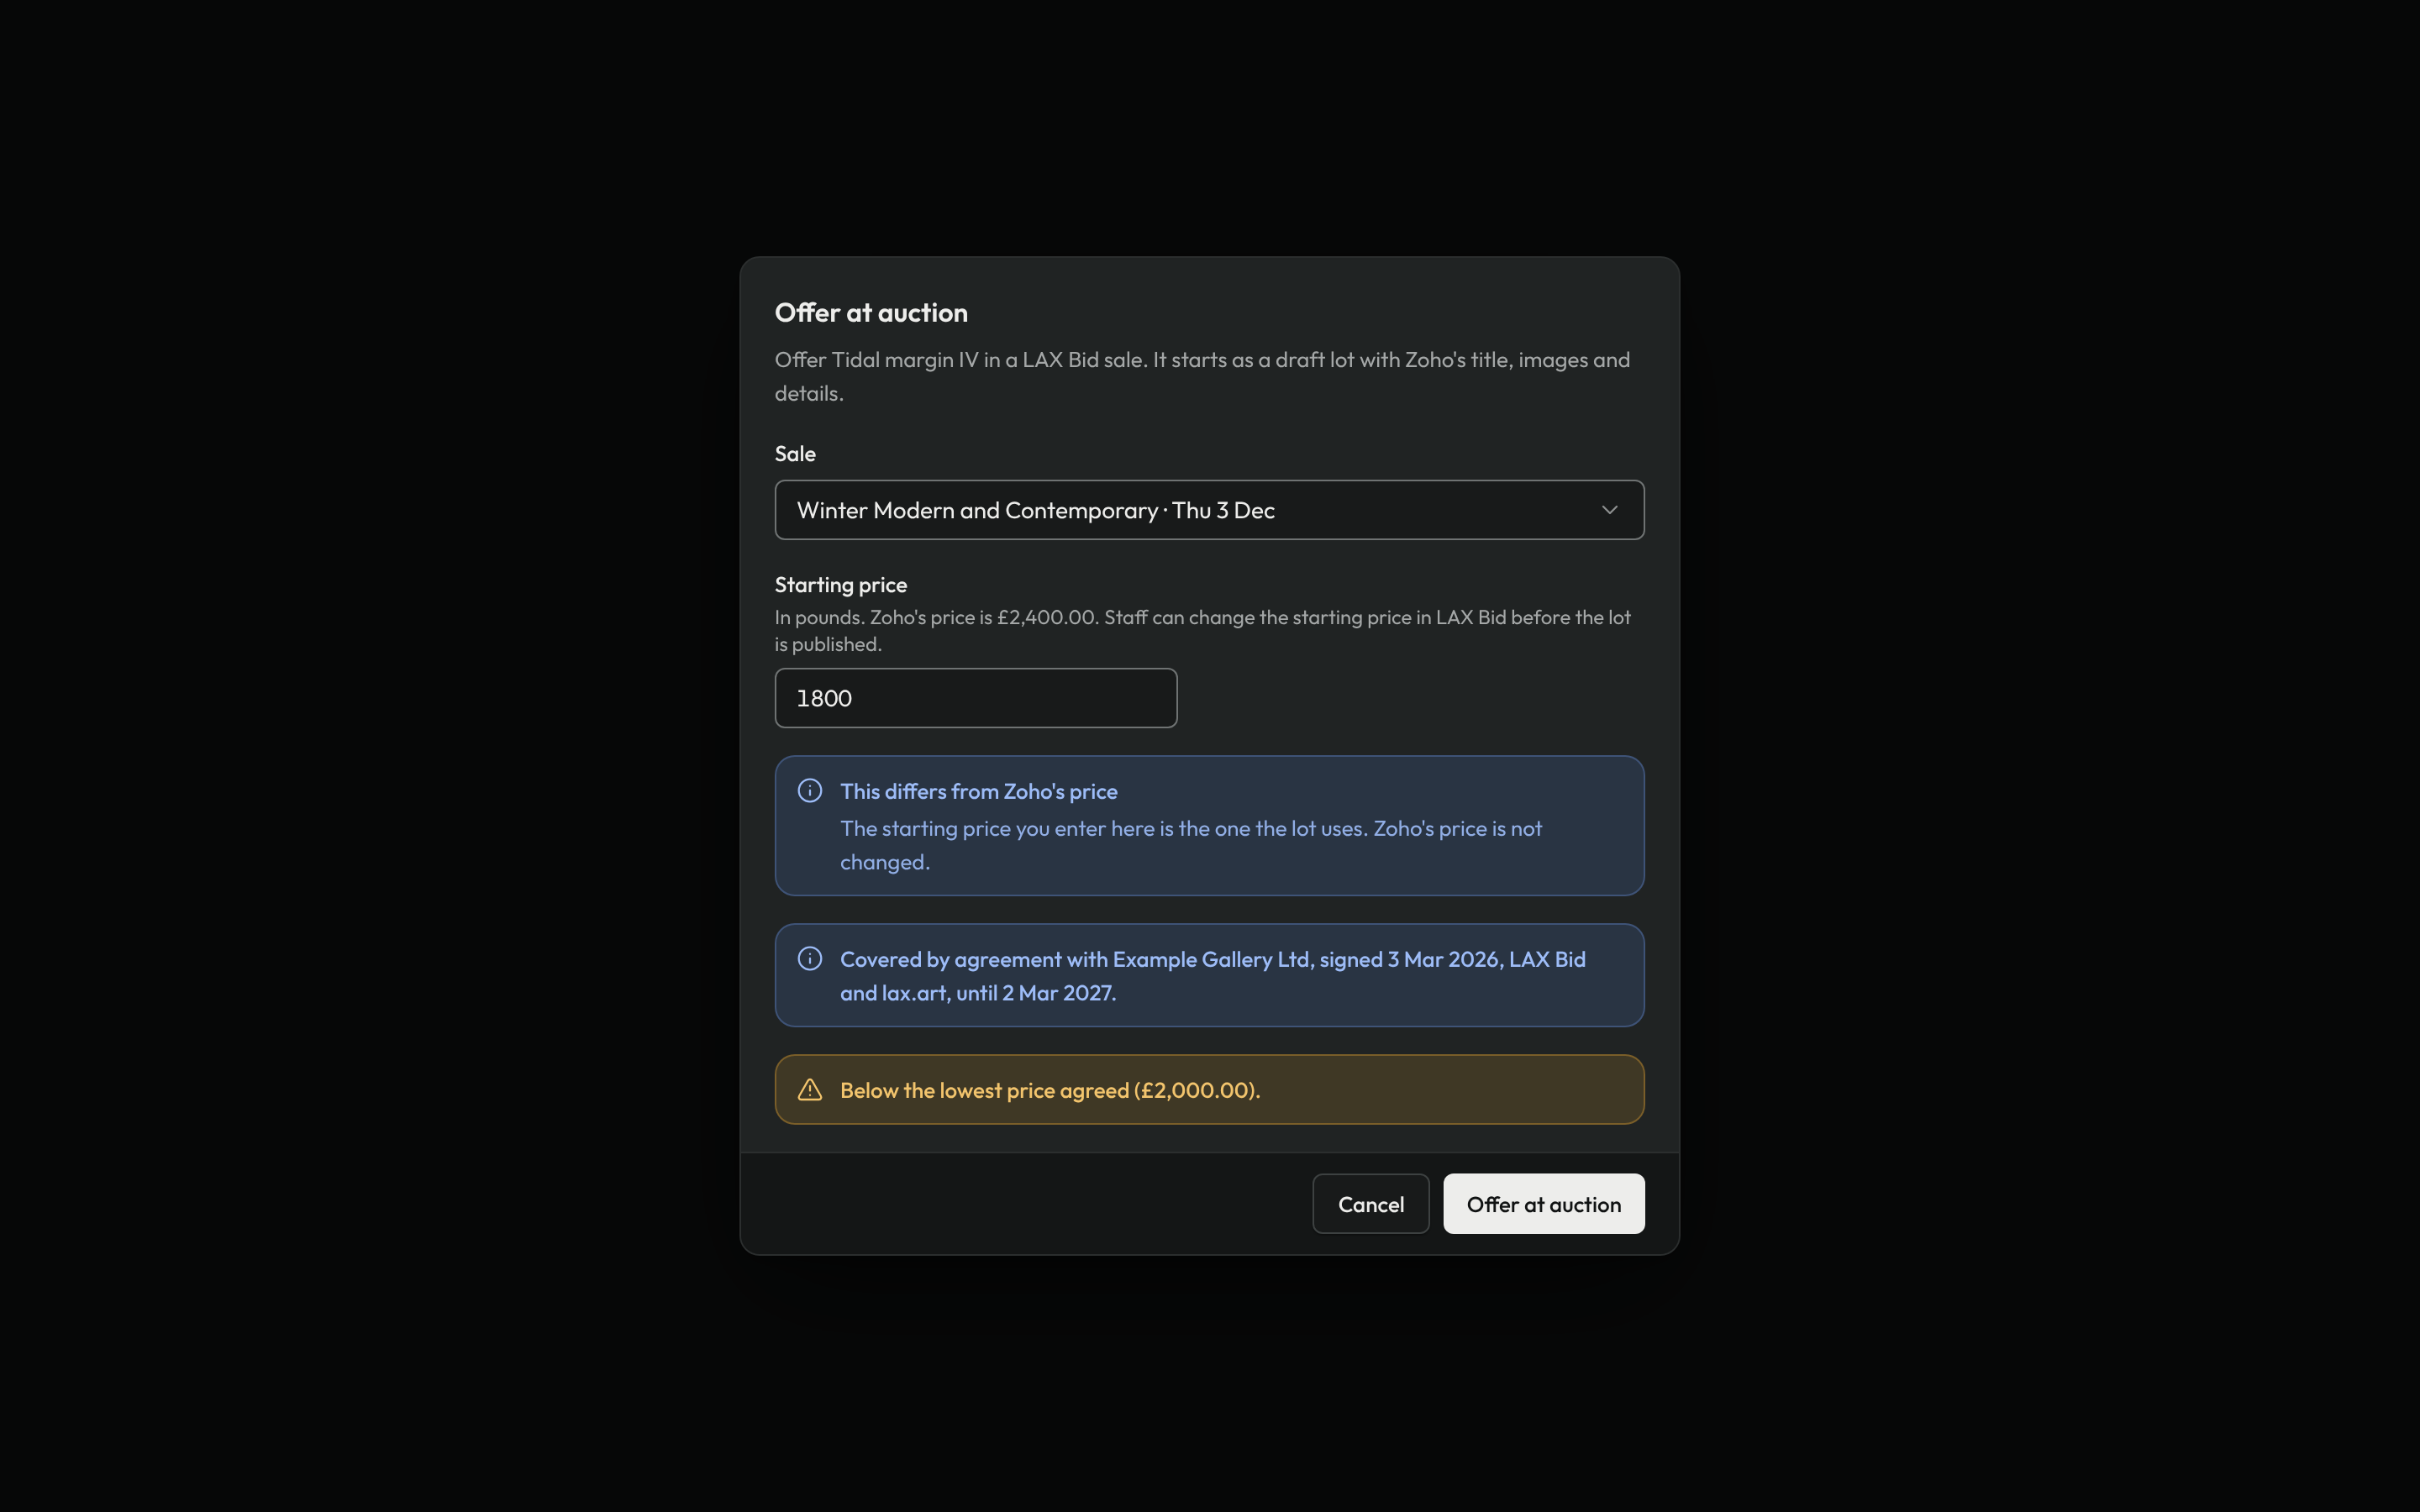 Offer at auction
Offer Tidal margin IV in a LAX Bid sale. It starts as a draft lot with Zoho's title, images and
details.
Sale
Winter Modern and Contemporary · Thu 3 Dec
Starting price
In pounds. Zoho's price is £2,400.00. Staff can change the starting price in LAX Bid before the lot
is published.
1800
This differs from Zoho's price
The starting price you enter here is the one the lot uses. Zoho's price is not
changed.
Covered by agreement with Example Gallery Ltd, signed 3 Mar 2026, LAX Bid
and lax.art, until 2 Mar 2027.
Below the lowest price agreed (£2,000.00).
Cancel
Offer at auction